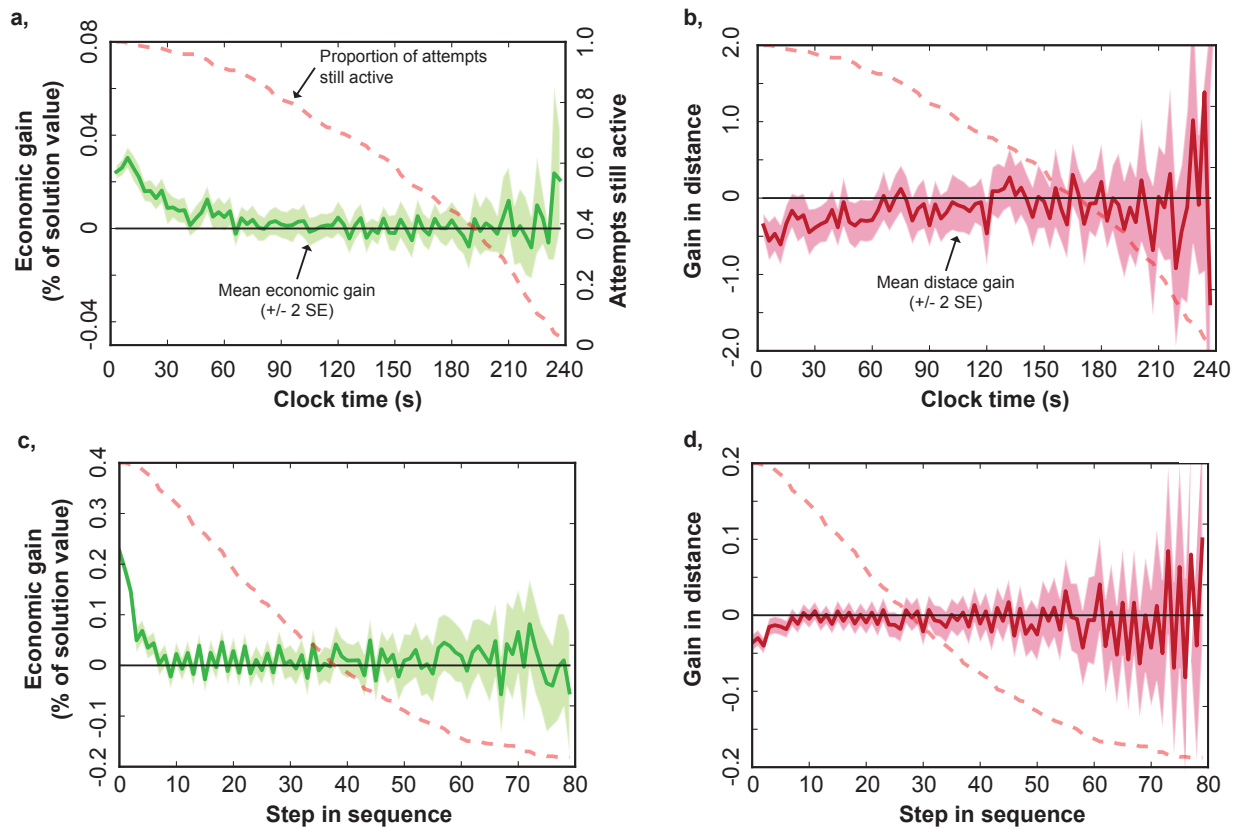 a,
0.08
0.04
0
-0.04
Economic gain
(% of solution value)
Proportion of attempts
still active
Mean economic gain
(+/- 2 SE)
1.0
0.8
0.6
0.4
0.2
0
Attempts still active
0 30 60 90 120 150 180 210 240
Clock time (s)
b,
2.0
1.0
0
-1.0
-2.0
Gain in distance
Mean distace gain
(+/- 2 SE)
0 30 60 90 120 150 180 210 240
Clock time (s)
c,
0.4
0.3
0.2
0.1
0
-0.1
-0.2
Economic gain
(% of solution value)
0 10 20 30 40 50 60 70 80
Step in sequence
d,
0.2
0.1
0
-0.1
-0.2
Gain in distance
0 10 20 30 40 50 60 70 80
Step in sequence